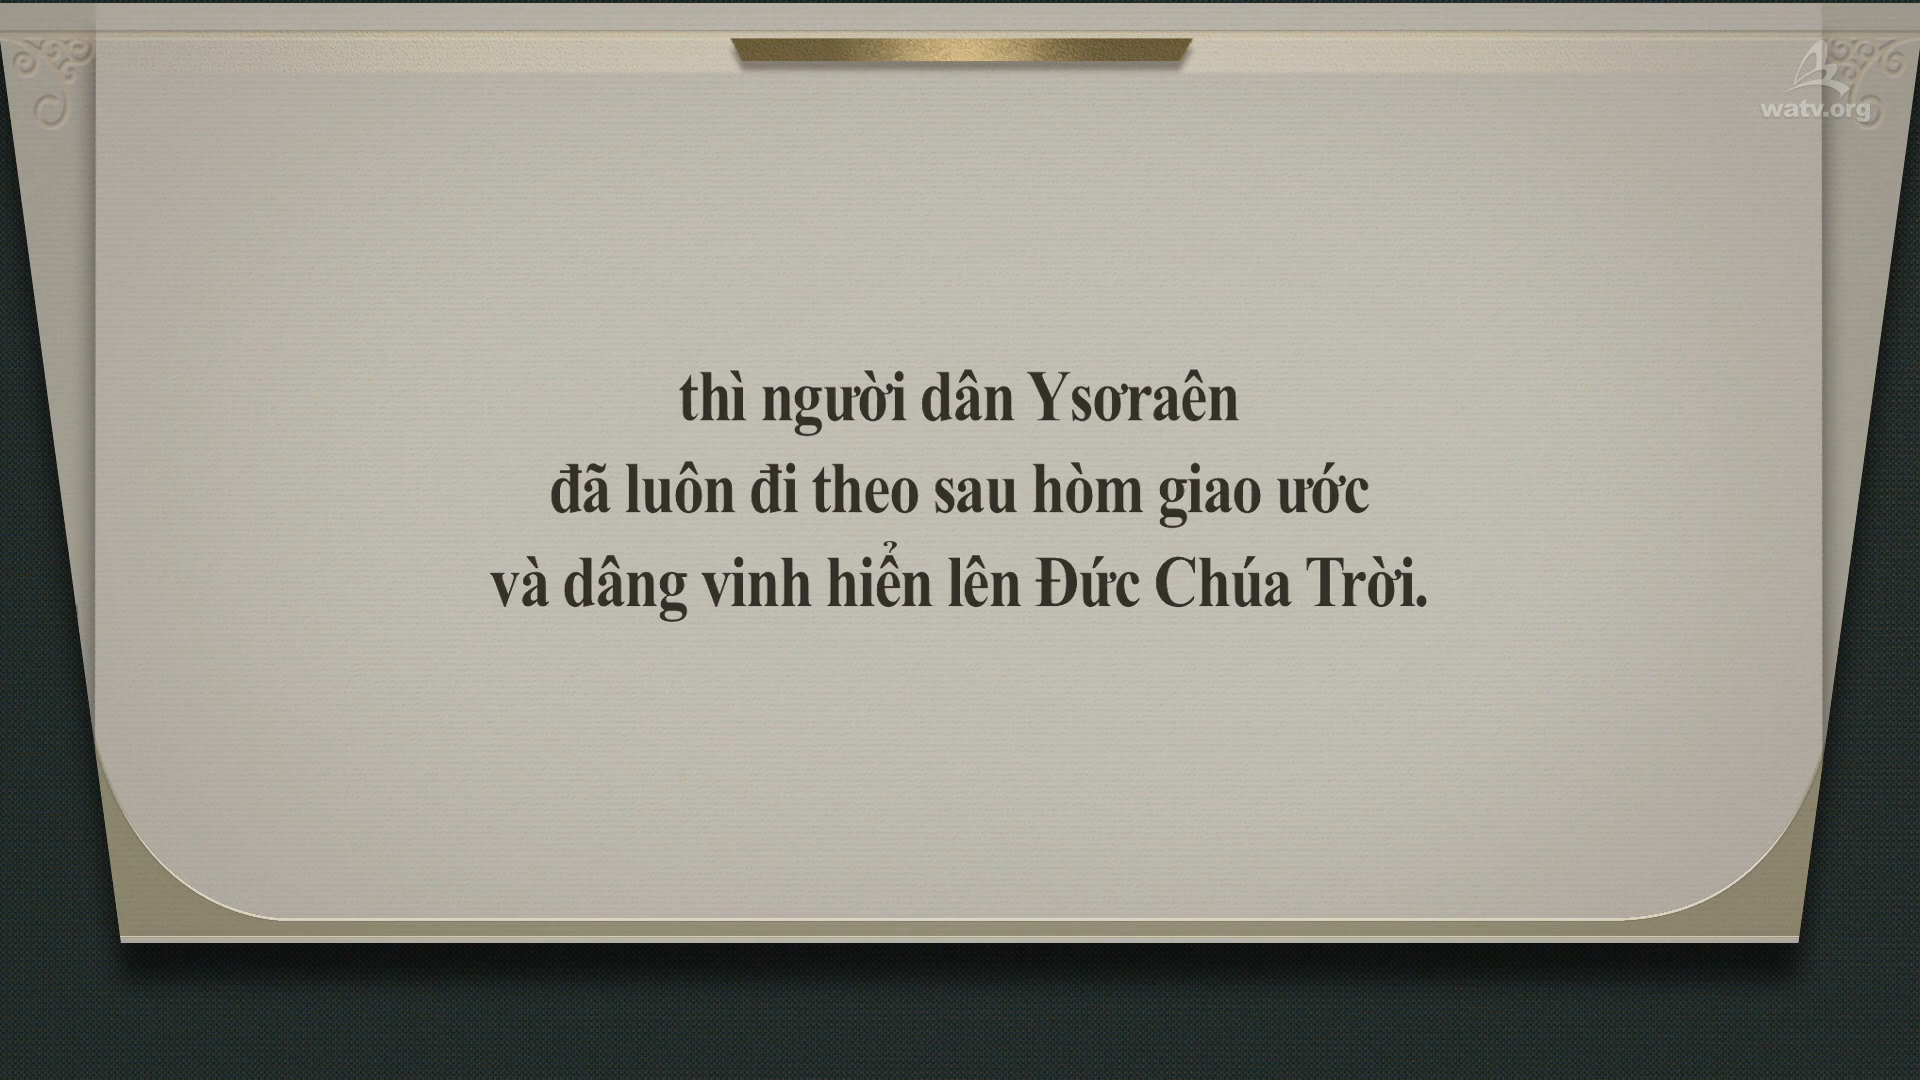 watv.org
thì người dân Ysơraên
đã luôn đi theo sau hòm giao ước
và dâng vinh hiển lên Đức Chúa Trời.